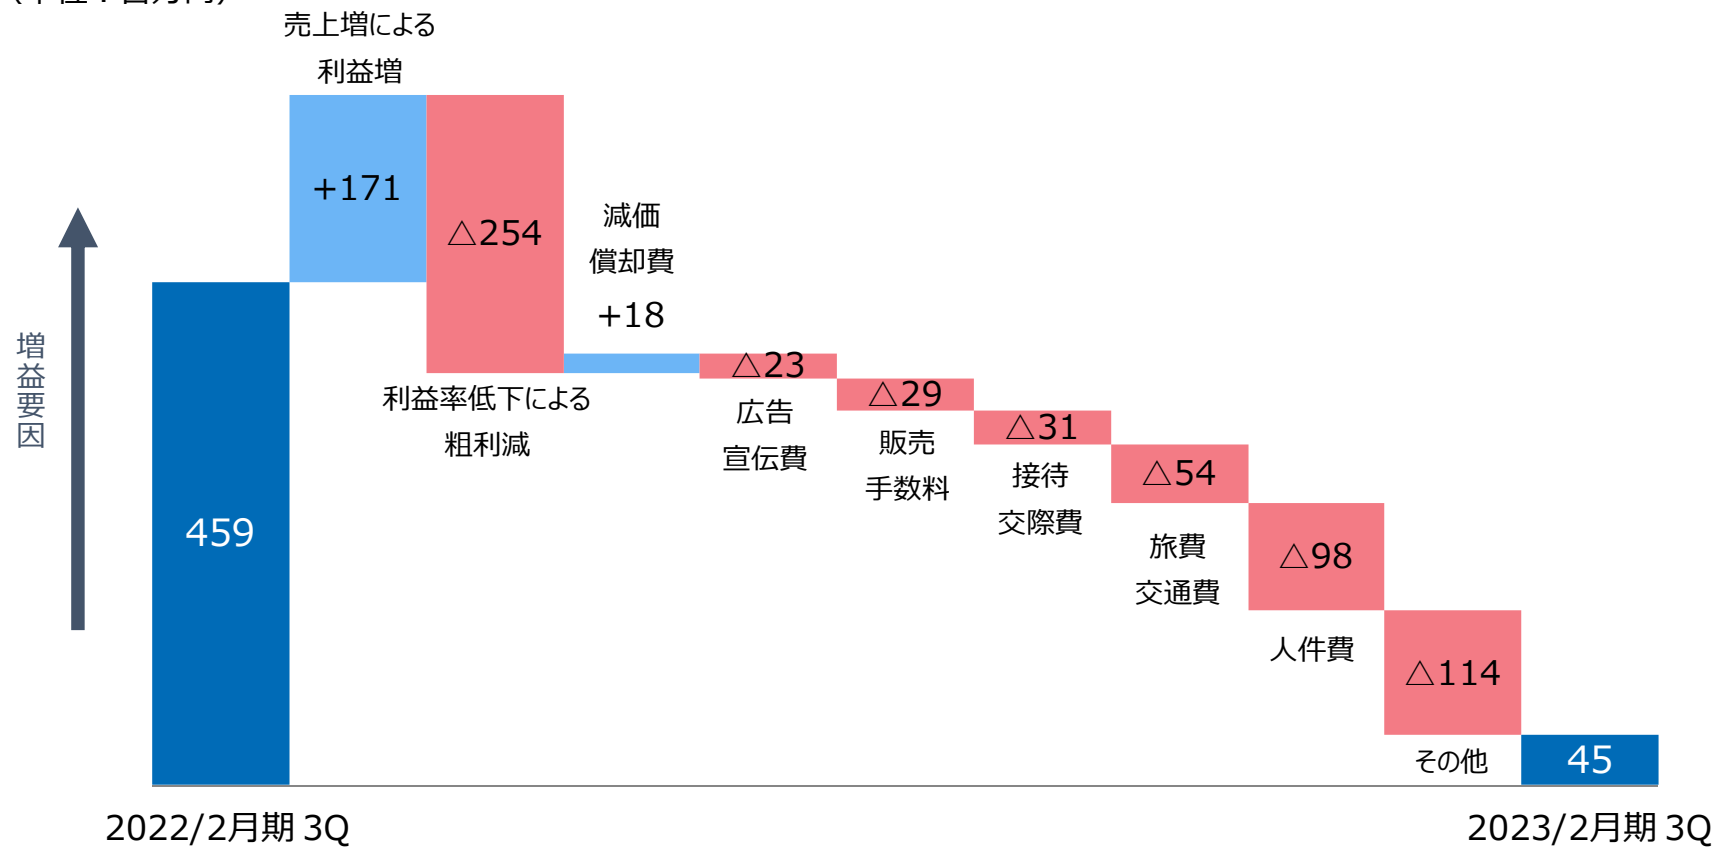 売上増による
利益増
+171
△254
減価
償却費
+18
増益要因
利益率低下による
粗利減
△23
広告
宣伝費
△29
販売
手数料
△31
接待
交際費
△54
旅費
交通費
△98
人件費
△114
その他
459
45
2022/2月期 3Q
2023/2月期 3Q